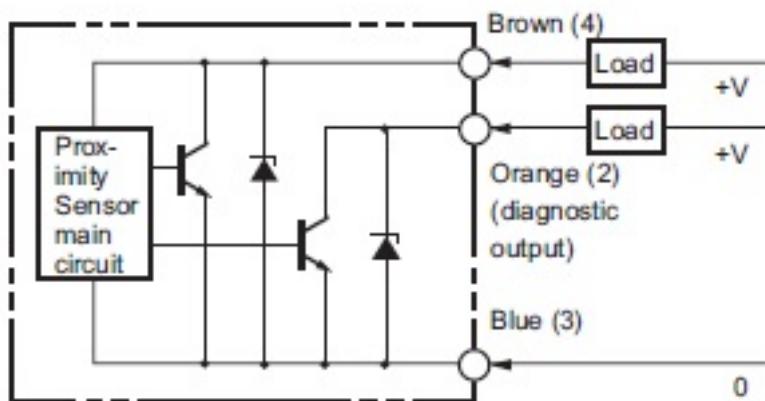 Brown (4)
Load
+V
Load
+V
Prox-
imity
Sensor
main
circuit
Orange (2)
(diagnostic
output)
Blue (3)
0